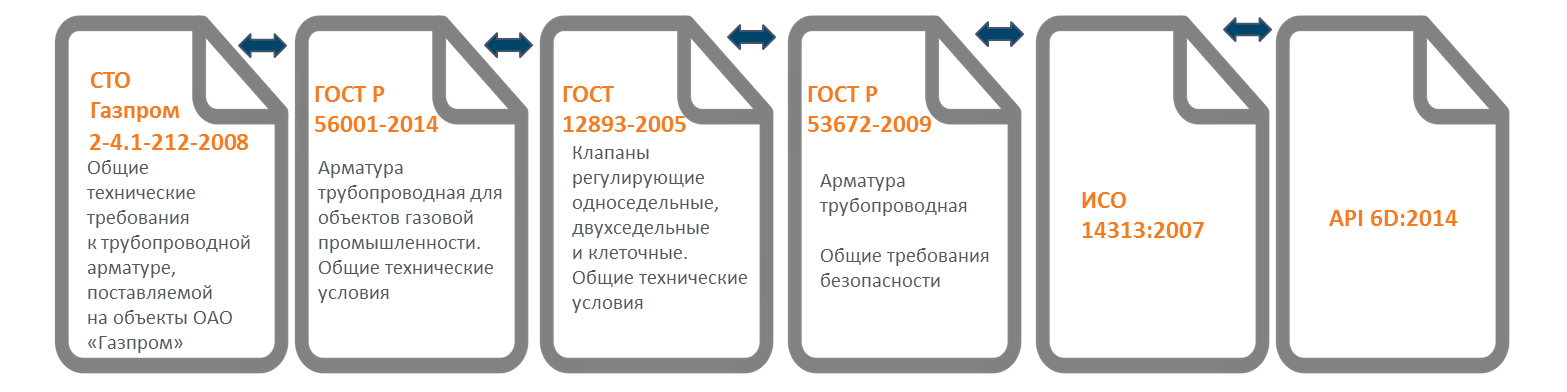 СТО
Газпром
2-4.1-212-2008
Общие
технические
требования
к трубопроводной
арматуре,
поставляемой
на объекты ОАО
«Газпром»
ГОСТ Р
56001-2014
Арматура
трубопроводная для
объектов газовой
промышленности.
Общие технические
условия
ГОСТ
12893-2005
Клапаны
регулирующие
односедельные,
двухседельные
и клеточные.
Общие технические
условия
ГОСТ Р
53672-2009
Арматура
трубопроводная
Общие требования
безопасности
ИСО
14313:2007
API 6D:2014